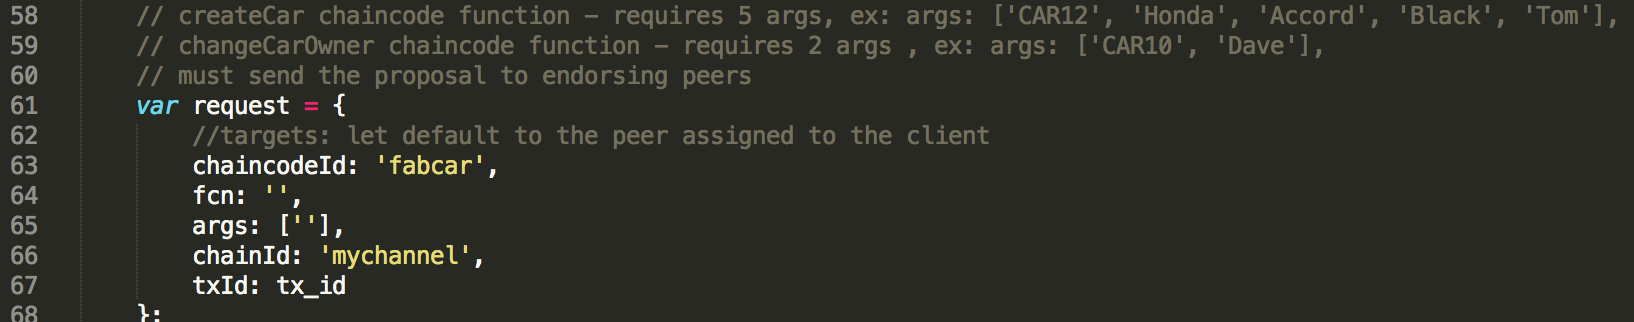 58 // createCar chaincode function - requires 5 args, ex: args: ['CAR12', 'Honda', 'Accord', 'Black', 'Tom'],
59 // changeCarOwner chaincode function - requires 2 args , ex: args: ['CAR10', 'Dave'],
60 // must send the proposal to endorsing peers
61 var request = {
62 //targets: let default to the peer assigned to the client
63 chaincodeId: 'fabcar',
64 fcn: '',
65 args: [''],
66 chainId: 'mychannel',
67 txId: tx_id
68 };